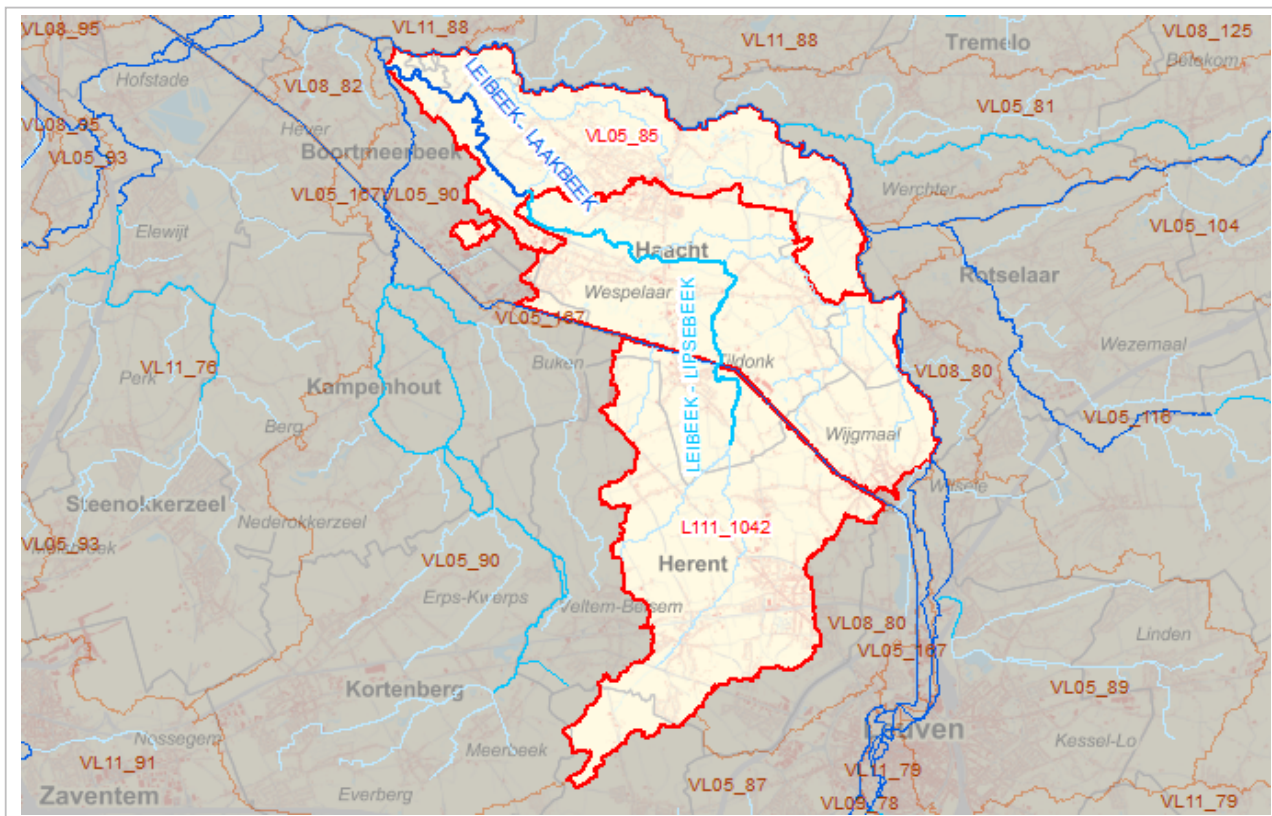 VL08_95
VL11_88
VL11_88
VL08_125
Tremelo
Betekom
Hofstade
VL08_82
VL05_81
Hever
LEIBEEK - LAAKBEEK
VL05_85
Boortmeerbeek
VL05_93
Werchter
VL05_167
VL05_90
Elewijt
VL05_104
Haacht
Rotselaar
Wespelaar
VL05_167
Wezemaal
Buken
Tildonk
VL11_76
Perk
Kampenhout
VL08_80
LEIBEEK - LIPSEBEEK
VL05_116
Berg
Wijgmaal
Wilsele
Steenokkerzeel
Nederokkerzeel
L111_1042
VL05_93
VL05_90
Herent
Erps-Kwerps
Veltem-Beisem
VL08_80
Linden
VL05_167
Kortenberg
VL05_89
Leuven
Nossegem
Meerbeek
Kessel-Lo
VL11_91
VL05_87
VL11_79
Zaventem
Everberg
VL09_78
VL11_79